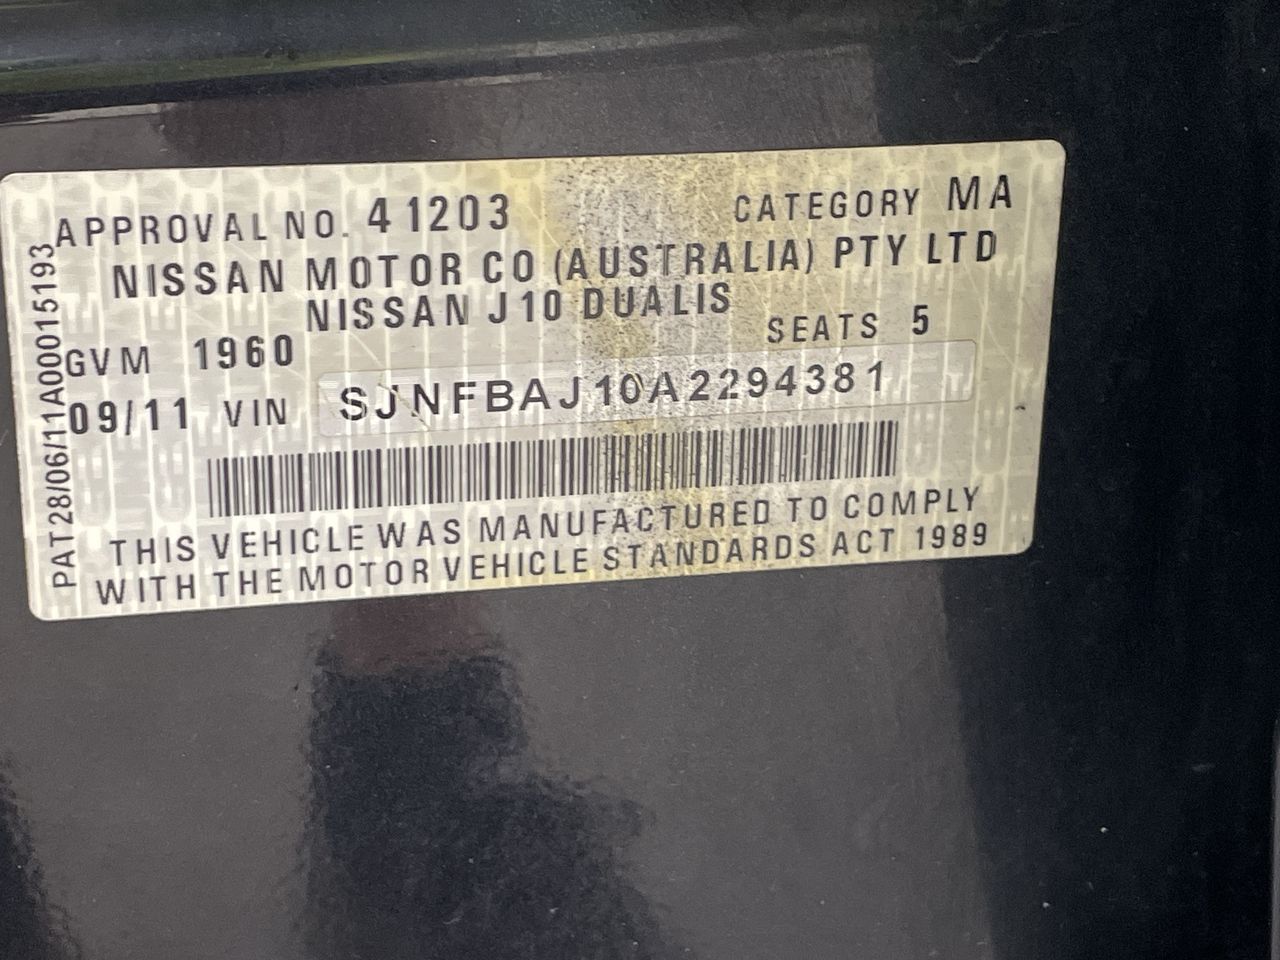 APPROVAL NO. 41203 CATEGORY MA
NISSAN MOTOR CO (AUSTRALIA) PTY LTD
NISSAN J10 DUALIS
GVM 1960 SEATS 5
09/11 VIN SJNFBAJ10A2294381
THIS VEHICLE WAS MANUFACTURED TO COMPLY
WITH THE MOTOR VEHICLE STANDARDS ACT 1989
PAT28/06/11A00015193